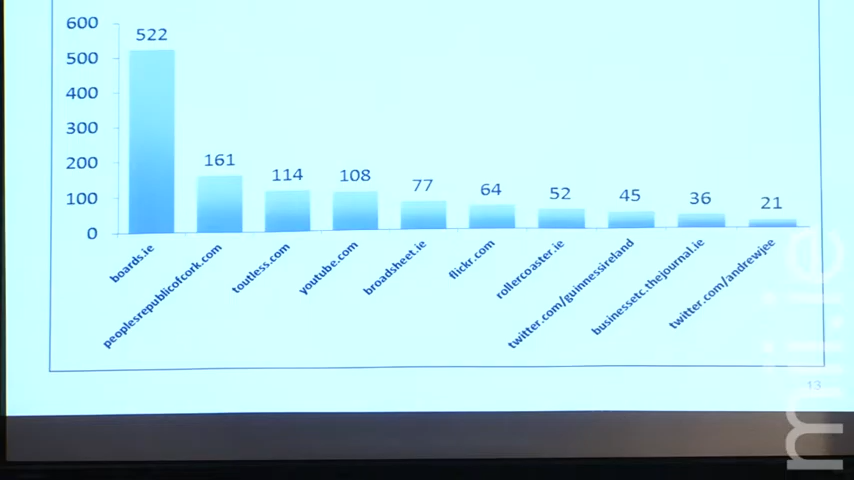 600
500
400
300
200
100
0
522
161
114
108
77
64
52
45
36
21
boards.ie
peoplesrepublicofcork.com
toutless.com
youtube.com
broadsheet.ie
flickr.com
rollercoaster.ie
twitter.com/guinnessireland
businessetc.thejournal.ie
twitter.com/andrewjee
13
mii.ie